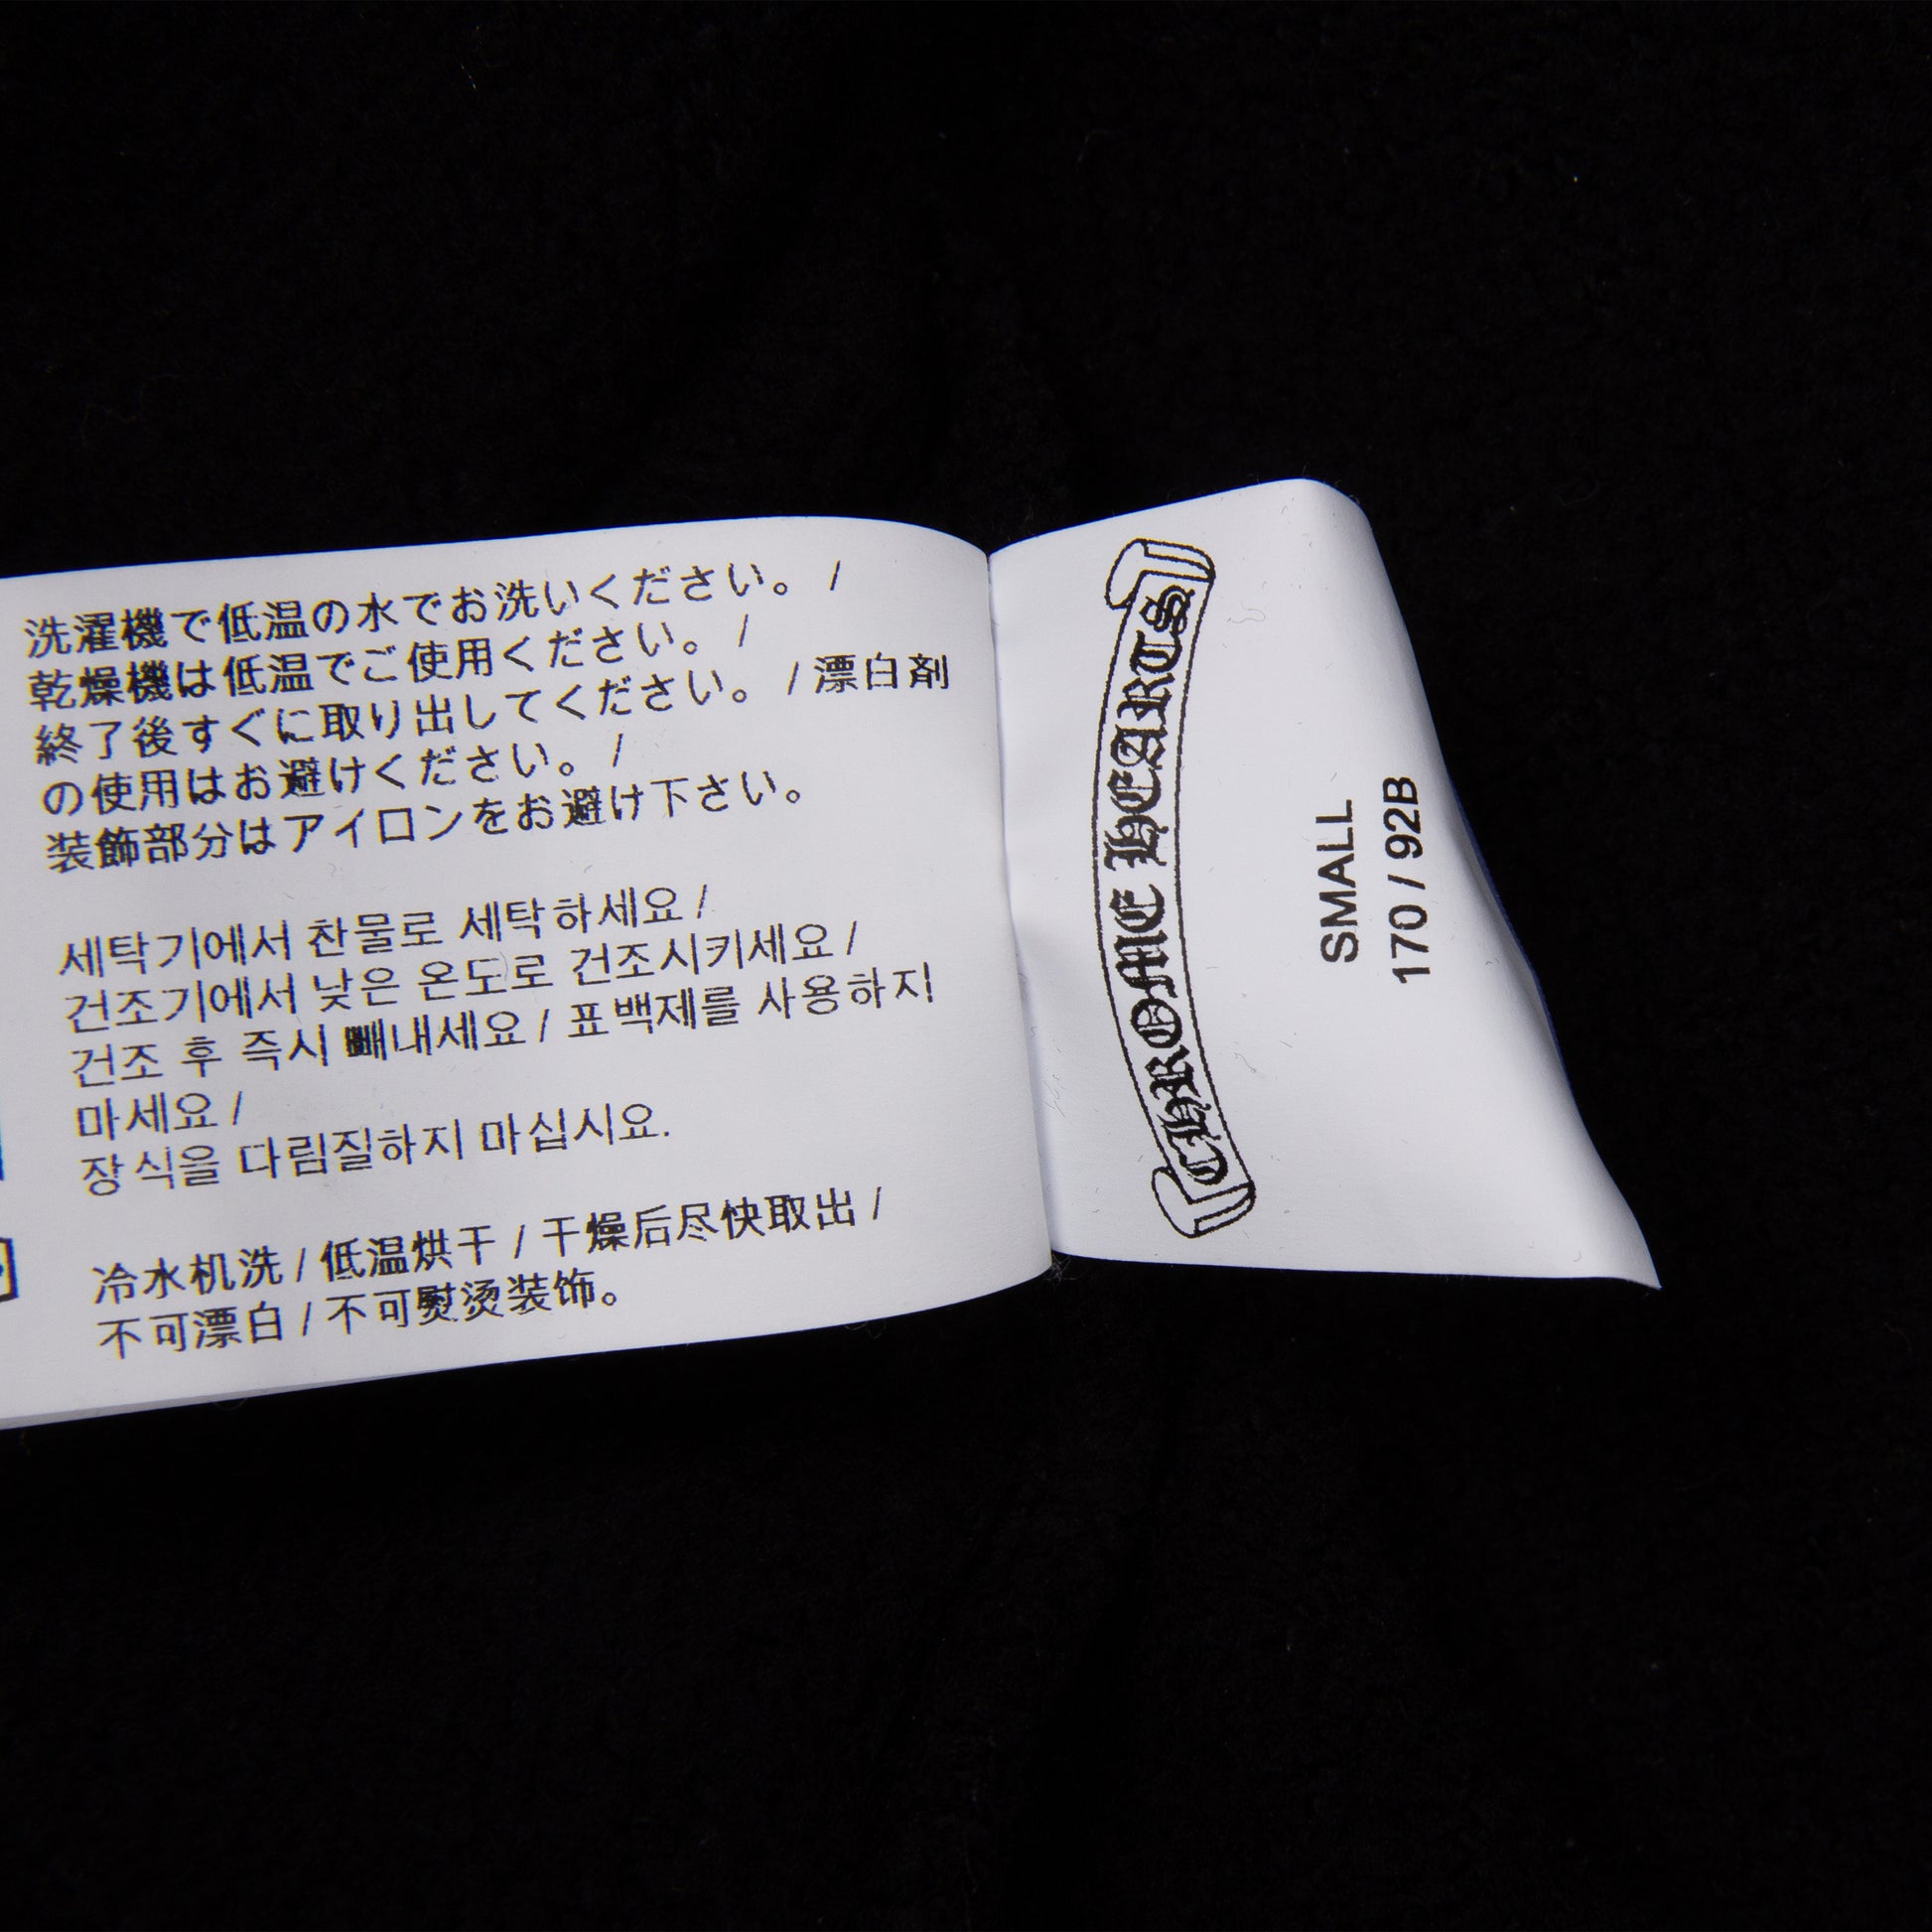 洗濯機で低温の水でお洗いください。 /
乾燥機は低温でご使用ください。 /
終了後すぐに取り出してください。 / 漂白剤
の使用はお避けください。 /
装飾部分はアイロンをお避け下さい。
세탁기에서 찬물로 세탁하세요 /
건조기에서 낮은 온도로 건조시키세요 /
건조 후 즉시 빼내세요 / 표백제를 사용하지
마세요 /
장식을 다림질하지 마십시요.
冷水机洗 / 低温烘干 / 干燥后尽快取出 /
不可漂白 / 不可熨烫装饰。
CHROME HEARTS
SMALL
170 / 92B